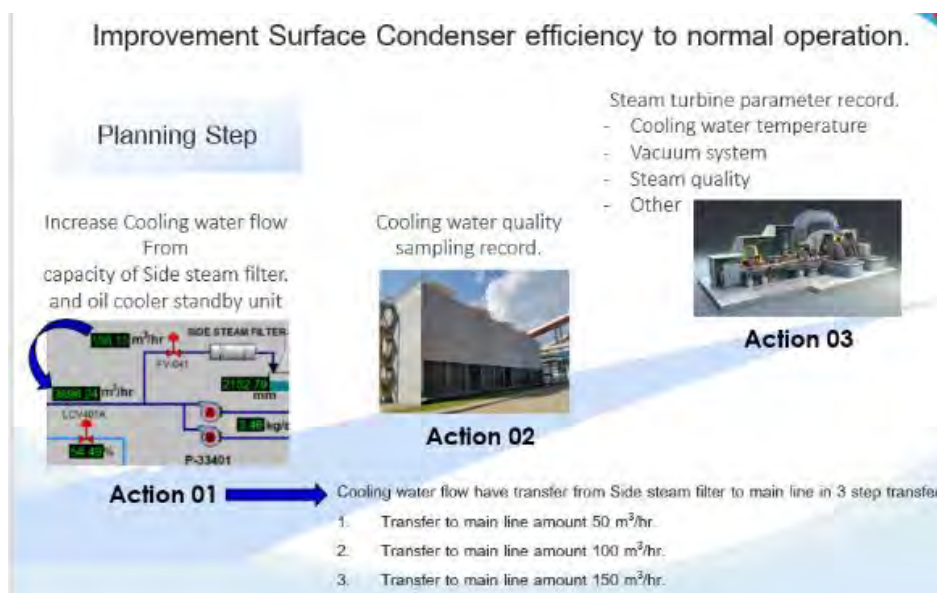 Improvement Surface Condenser efficiency to normal operation.
Planning Step
Increase Cooling water flow
From
capacity of Side steam filter.
and oil cooler standby unit
m³/hr
SIDE STEAM FILTER
FV-041
2102.79
mm
m³/hr
LCV401A
54.49%
P-33401
Action 01
Cooling water quality
sampling record.
Action 02
Steam turbine parameter record.
- Cooling water temperature
- Vacuum system
- Steam quality
- Other
Action 03
Cooling water flow have transfer from Side steam filter to main line in 3 step transfer
1. Transfer to main line amount 50 m³/hr.
2. Transfer to main line amount 100 m³/hr.
3. Transfer to main line amount 150 m³/hr.